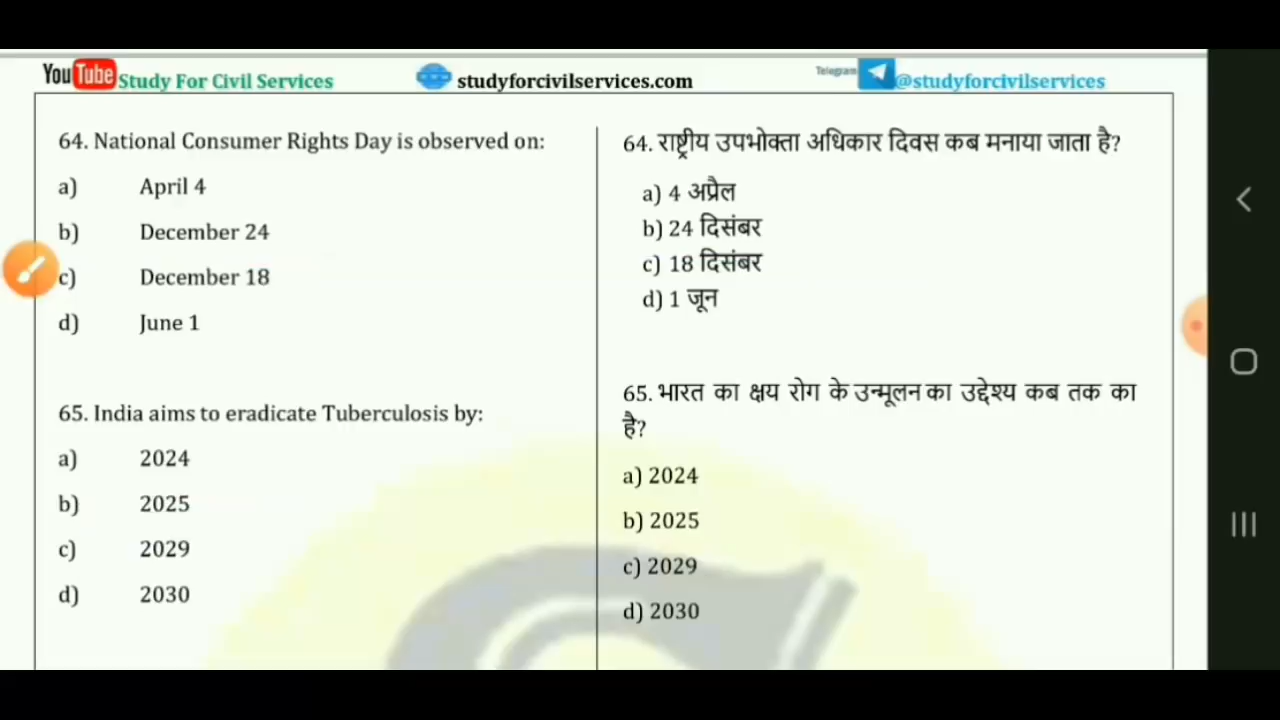 YouTube Study For Civil Services studyforcivilservices.com Telegram @studyforcivilservices
64. National Consumer Rights Day is observed on:
a) April 4
b) December 24
c) December 18
d) June 1
65. India aims to eradicate Tuberculosis by:
a) 2024
b) 2025
c) 2029
d) 2030
64. राष्ट्रीय उपभोक्ता अधिकार दिवस कब मनाया जाता है?
a) 4 अप्रैल
b) 24 दिसंबर
c) 18 दिसंबर
d) 1 जून
65. भारत का क्षय रोग के उन्मूलन का उद्देश्य कब तक का
है?
a) 2024
b) 2025
c) 2029
d) 2030